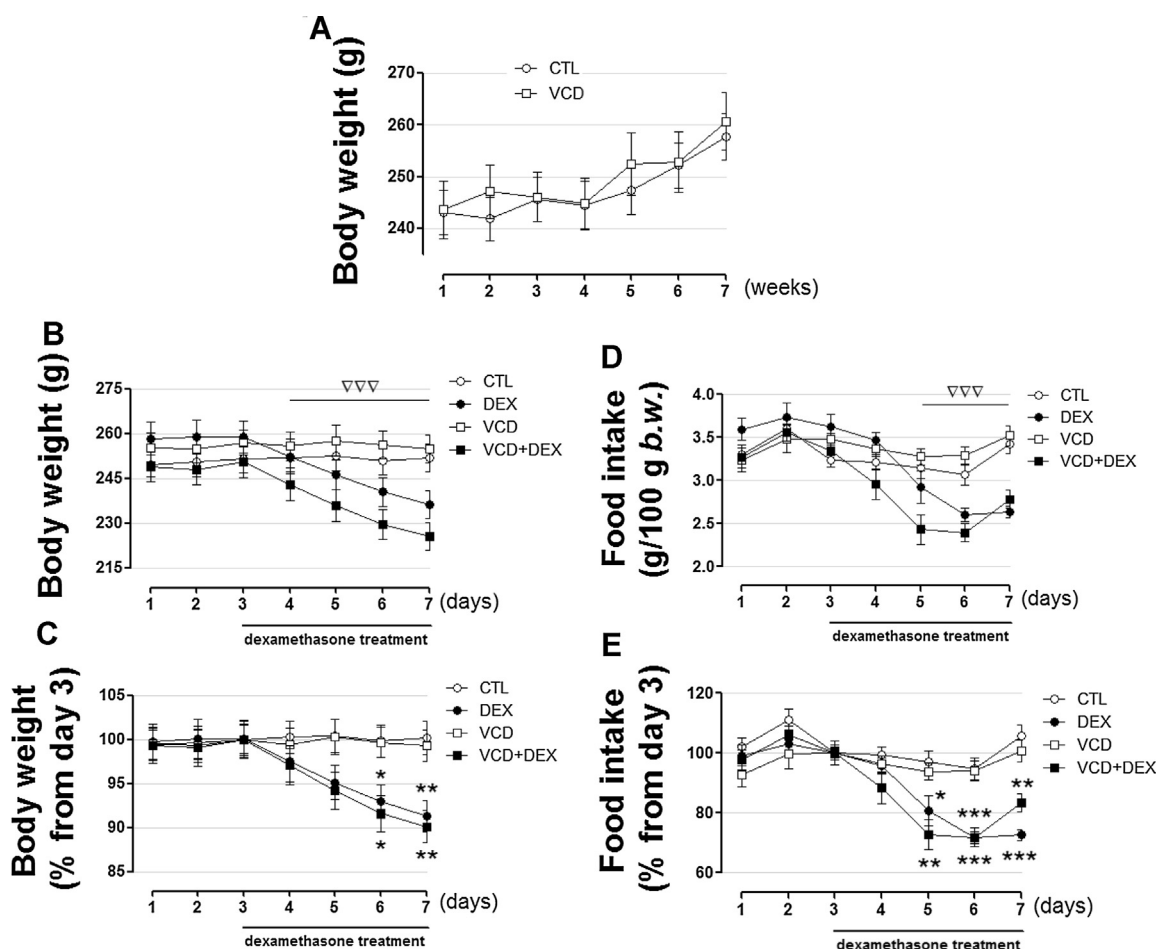 A
Body weight (g)
CTL
VCD
270
260
250
240
1 2 3 4 5 6 7 (weeks)
B
Body weight (g)
▽▽▽
CTL
DEX
VCD
VCD+DEX
275
260
245
230
215
1 2 3 4 5 6 7 (days)
dexamethasone treatment
C
Body weight
(% from day 3)
CTL
DEX
VCD
VCD+DEX
105
100
95
90
85
* **
* **
1 2 3 4 5 6 7 (days)
dexamethasone treatment
D
Food intake
(g/100 g b.w.)
▽▽▽
CTL
DEX
VCD
VCD+DEX
4.0
3.5
3.0
2.5
2.0
1 2 3 4 5 6 7 (days)
dexamethasone treatment
E
Food intake
(% from day 3)
CTL
DEX
VCD
VCD+DEX
120
100
80
60
* *** **
** *** ***
1 2 3 4 5 6 7 (days)
dexamethasone treatment